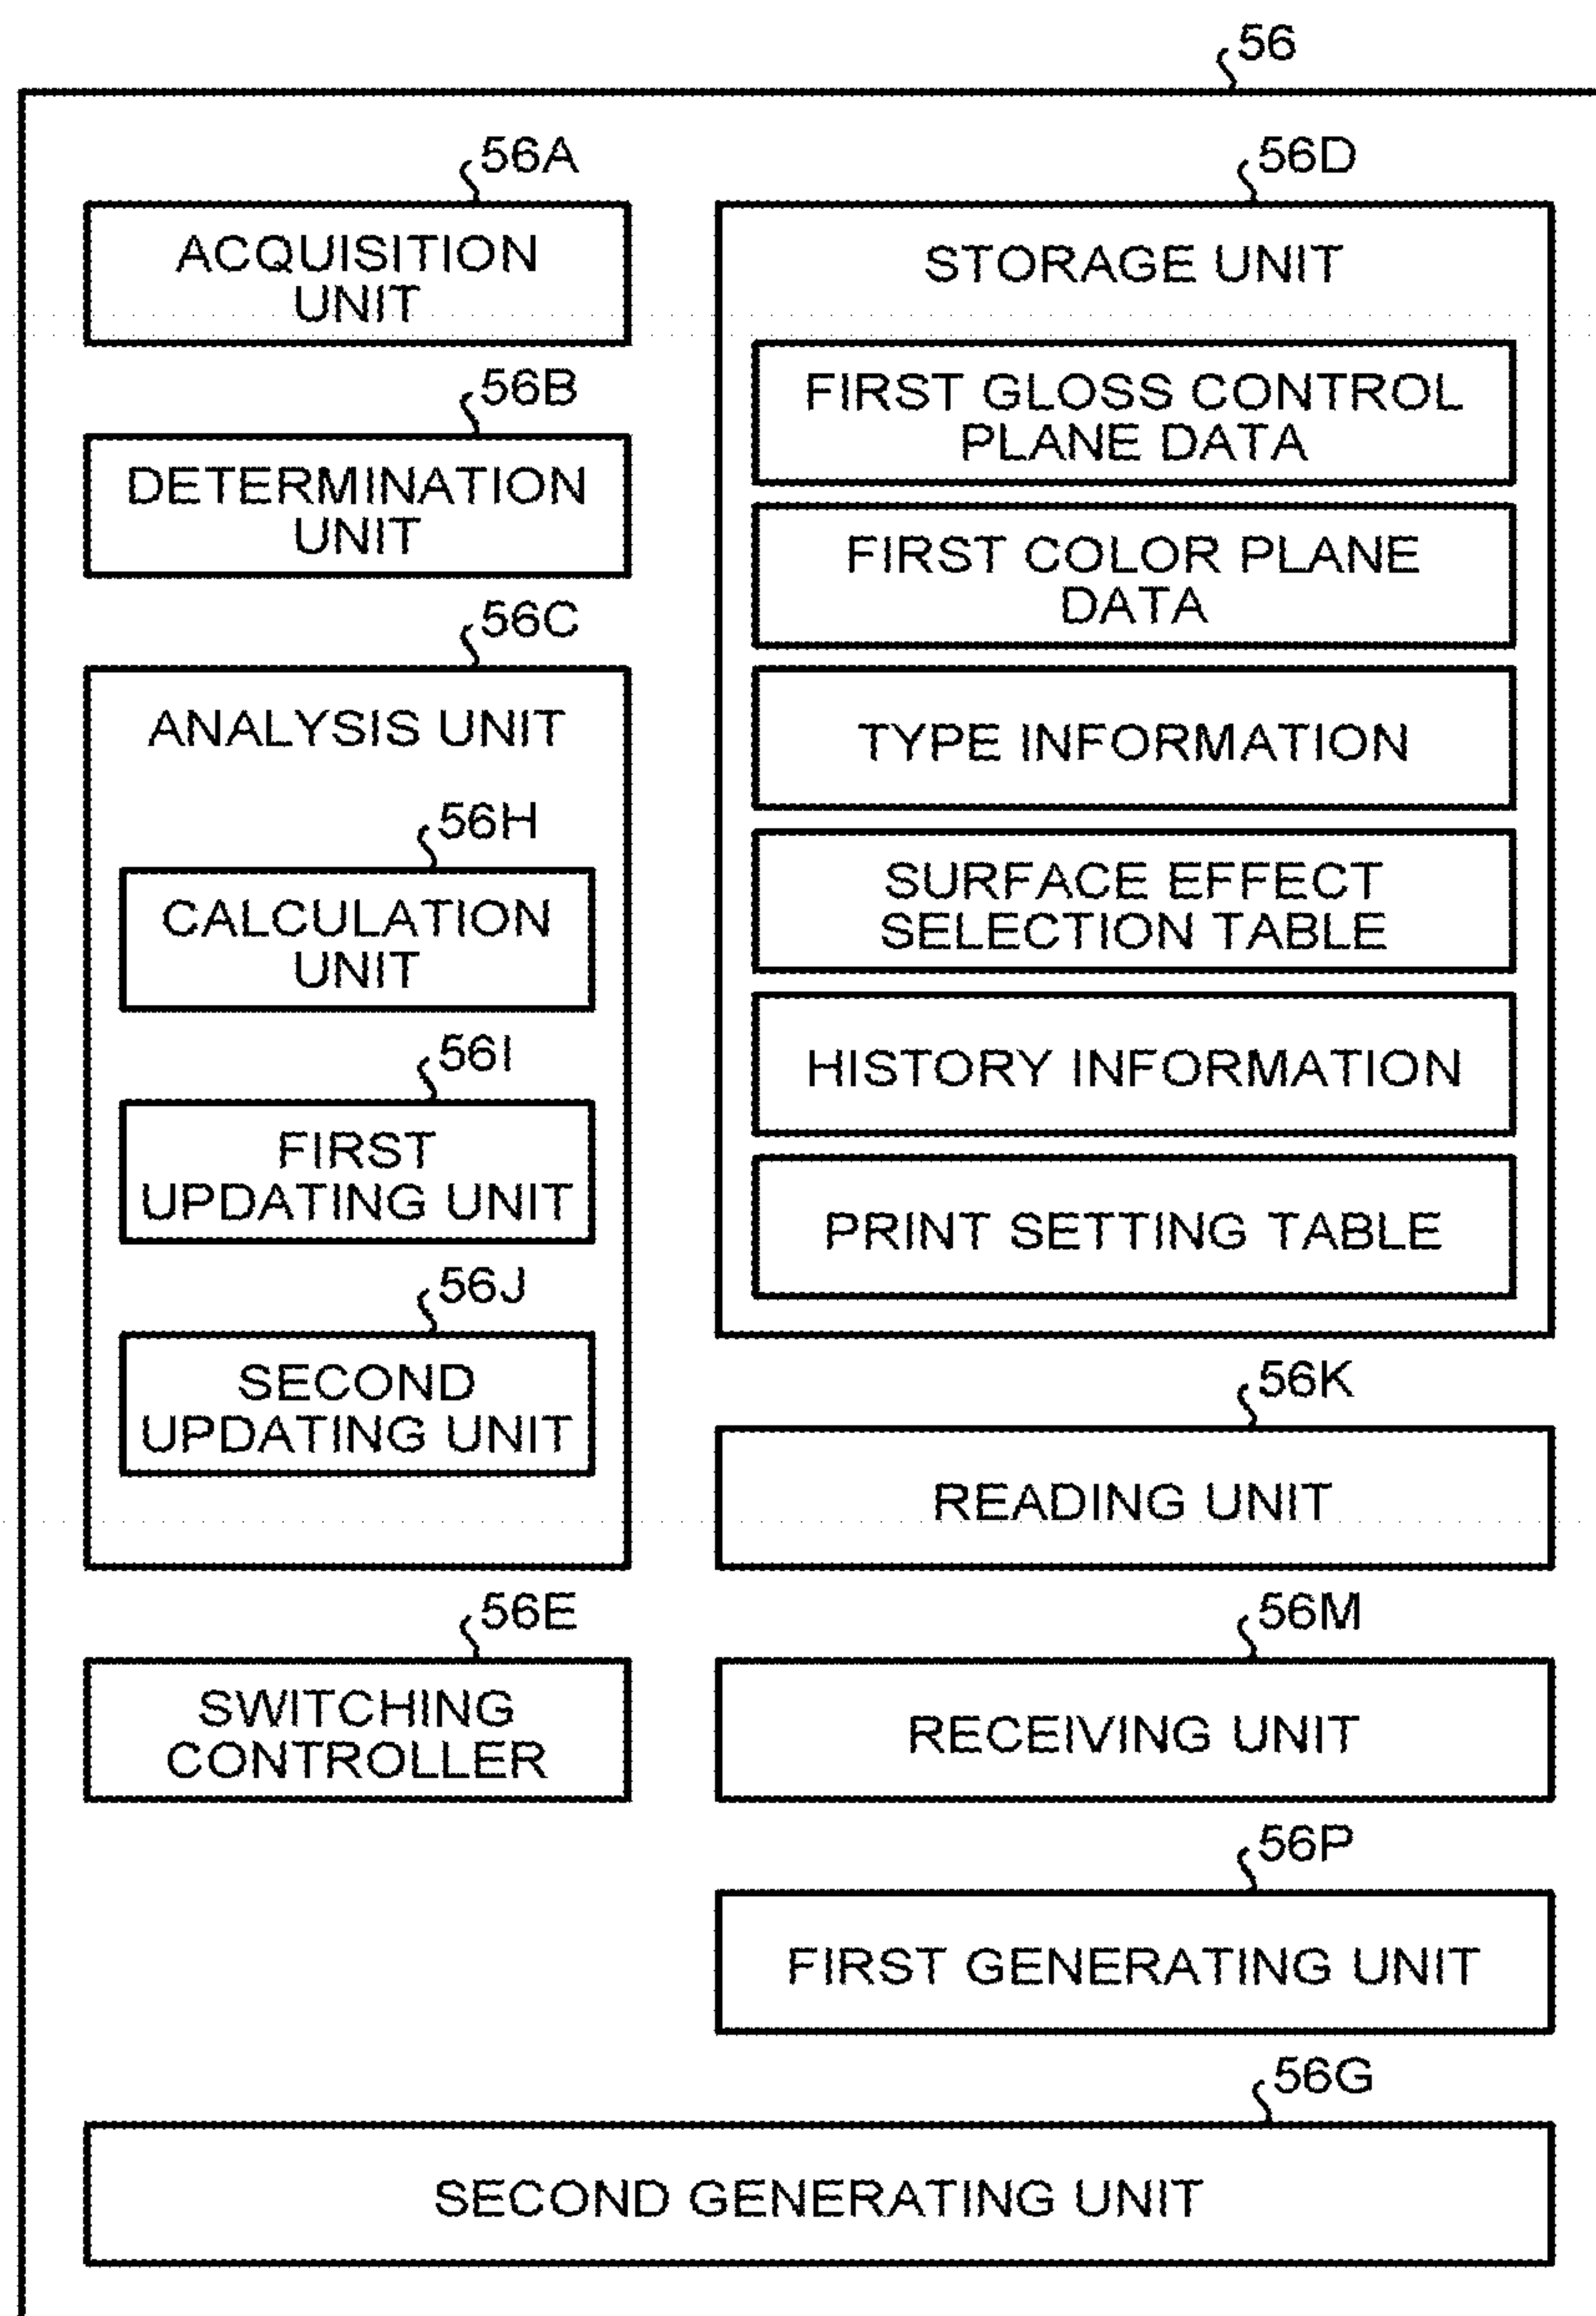 56
56A
ACQUISITION
UNIT
56B
DETERMINATION
UNIT
56C
ANALYSIS UNIT
56H
CALCULATION
UNIT
56I
FIRST
UPDATING UNIT
56J
SECOND
UPDATING UNIT
56E
SWITCHING
CONTROLLER
56D
STORAGE UNIT
FIRST GLOSS CONTROL
PLANE DATA
FIRST COLOR PLANE
DATA
TYPE INFORMATION
SURFACE EFFECT
SELECTION TABLE
HISTORY INFORMATION
PRINT SETTING TABLE
56K
READING UNIT
56M
RECEIVING UNIT
56P
FIRST GENERATING UNIT
56G
SECOND GENERATING UNIT